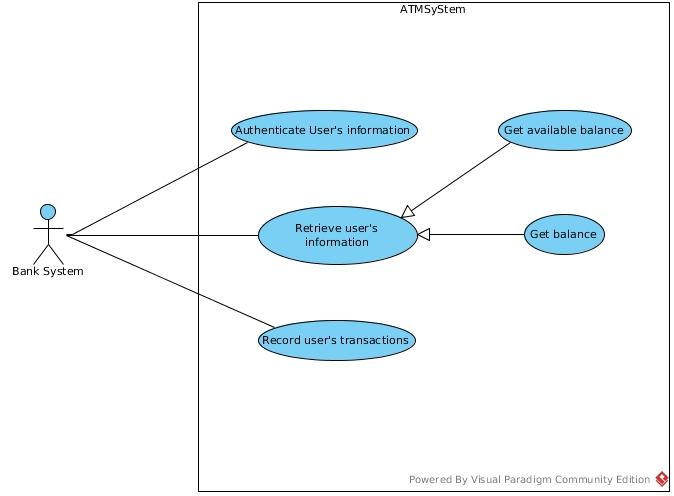 ATMSyStem
Authenticate User's information
Get available balance
Retrieve user's
information
Get balance
Bank System
Record user's transactions
Powered By Visual Paradigm Community Edition